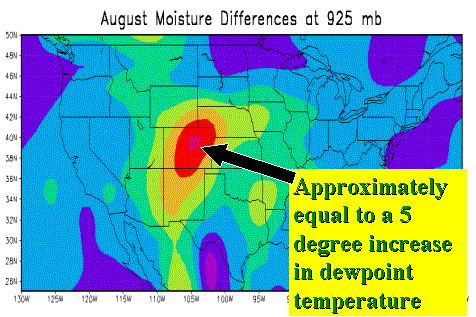 August Moisture Differences at 925 mb
50N
48N
46N
44N
42N
40N
38N
36N
34N
32N
30N
28N
26N
130W 125W 120W 115W 110W 105W 100W 95W
Approximately
equal to a 5
degree increase
in dewpoint
temperature